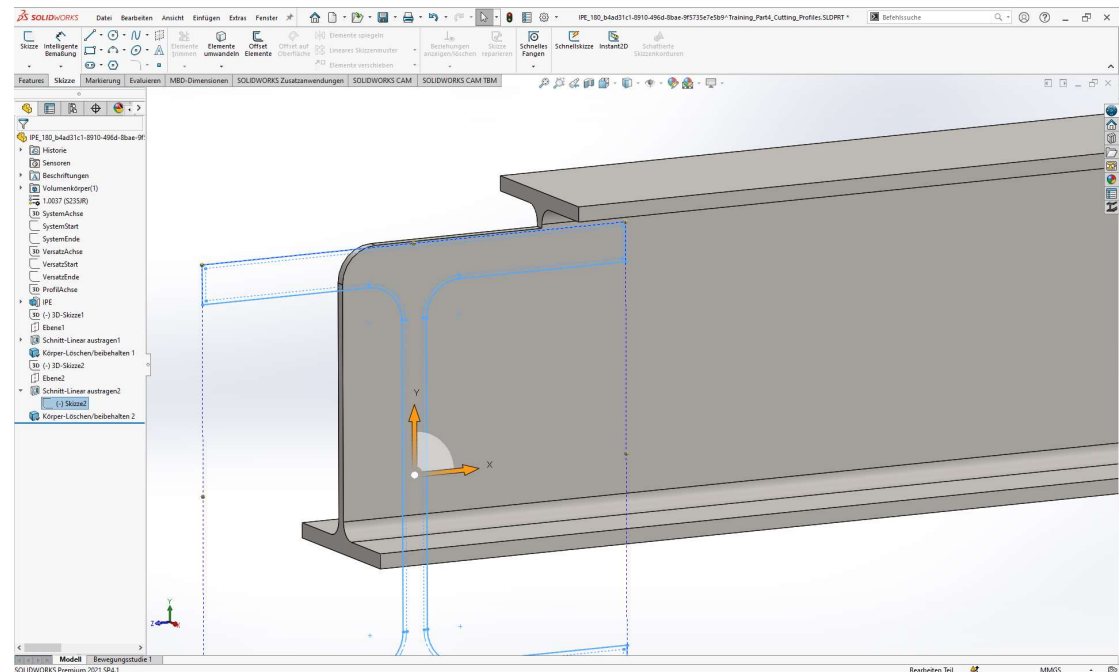 SOLIDWORKS Datei Bearbeiten Ansicht Einfügen Extras Fenster IPE_180_b4ad31c1-8910-496d-8bae-9f5735e7e5b9^Training_Part4_Cutting_Profiles.SLDPRT * Befehlssuche
Skizze Intelligente Bemaßung Elemente trimmen Elemente umwandeln Offset Elemente Offset auf Oberfläche Elemente spiegeln Lineares Skizzenmuster Elemente verschieben Beziehungen anzeigen/löschen Skizze reparieren Schnelles Fangen Schnellskizze Instant2D Schattierte Skizzenkonturen
Features Skizze Markierung Evaluieren MBD-Dimensionen SOLIDWORKS Zusatzanwendungen SOLIDWORKS CAM SOLIDWORKS CAM TBM
IPE_180_b4ad31c1-8910-496d-8bae-9f
Historie
Sensoren
Beschriftungen
Volumenkörper(1)
1.0037 (S235JR)
3D SystemAchse
SystemStart
SystemEnde
3D VersatzAchse
VersatzStart
VersatzEnde
3D ProfilAchse
IPE
3D (-) 3D-Skizze1
Ebene1
Schnitt-Linear austragen1
Körper-Löschen/beibehalten 1
3D (-) 3D-Skizze2
Ebene2
Schnitt-Linear austragen2
(-) Skizze2
Körper-Löschen/beibehalten 2
Y
X
Y
Z
Modell Bewegungsstudie 1
SOLIDWORKS Premium 2021 SP4.1 Bearbeiten Teil MMGS